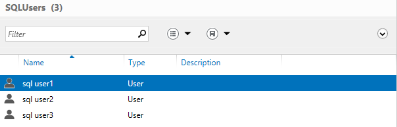 SQLUsers (3)
Filter
Name Type Description
sql user1 User
sql user2 User
sql user3 User